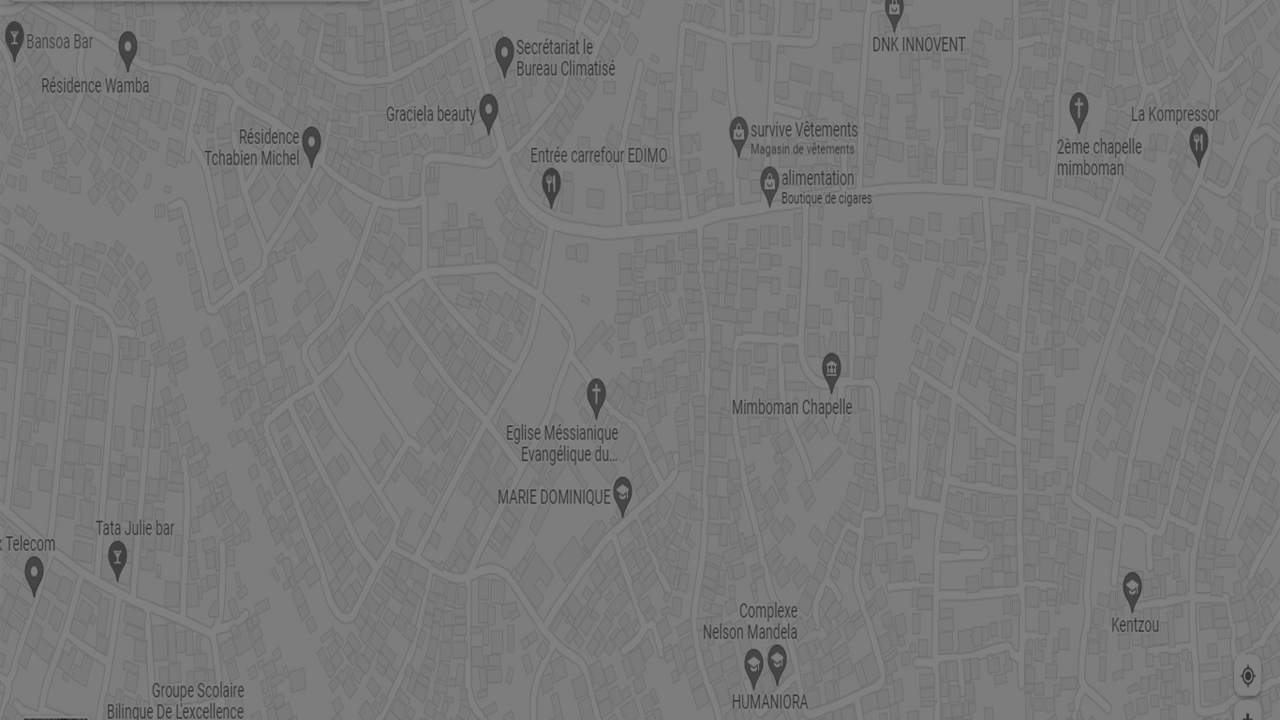 DNK INNOVENT
Bansoa Bar
Résidence Wamba
Secrétariat le
Bureau Climatisé
Graciela beauty
Résidence
Tchabien Michel
Entrée carrefour EDIMO
survive Vêtements
Magasin de vêtements
alimentation
Boutique de cigares
La Kompressor
2ème chapelle
mimboman
Mimboman Chapelle
Eglise Méssianique
Evangélique du...
MARIE DOMINIQUE
Tata Julie bar
Telecom
Complexe
Nelson Mandela
HUMANIORA
Kentzou
Groupe Scolaire
Bilingue De Lexcellence